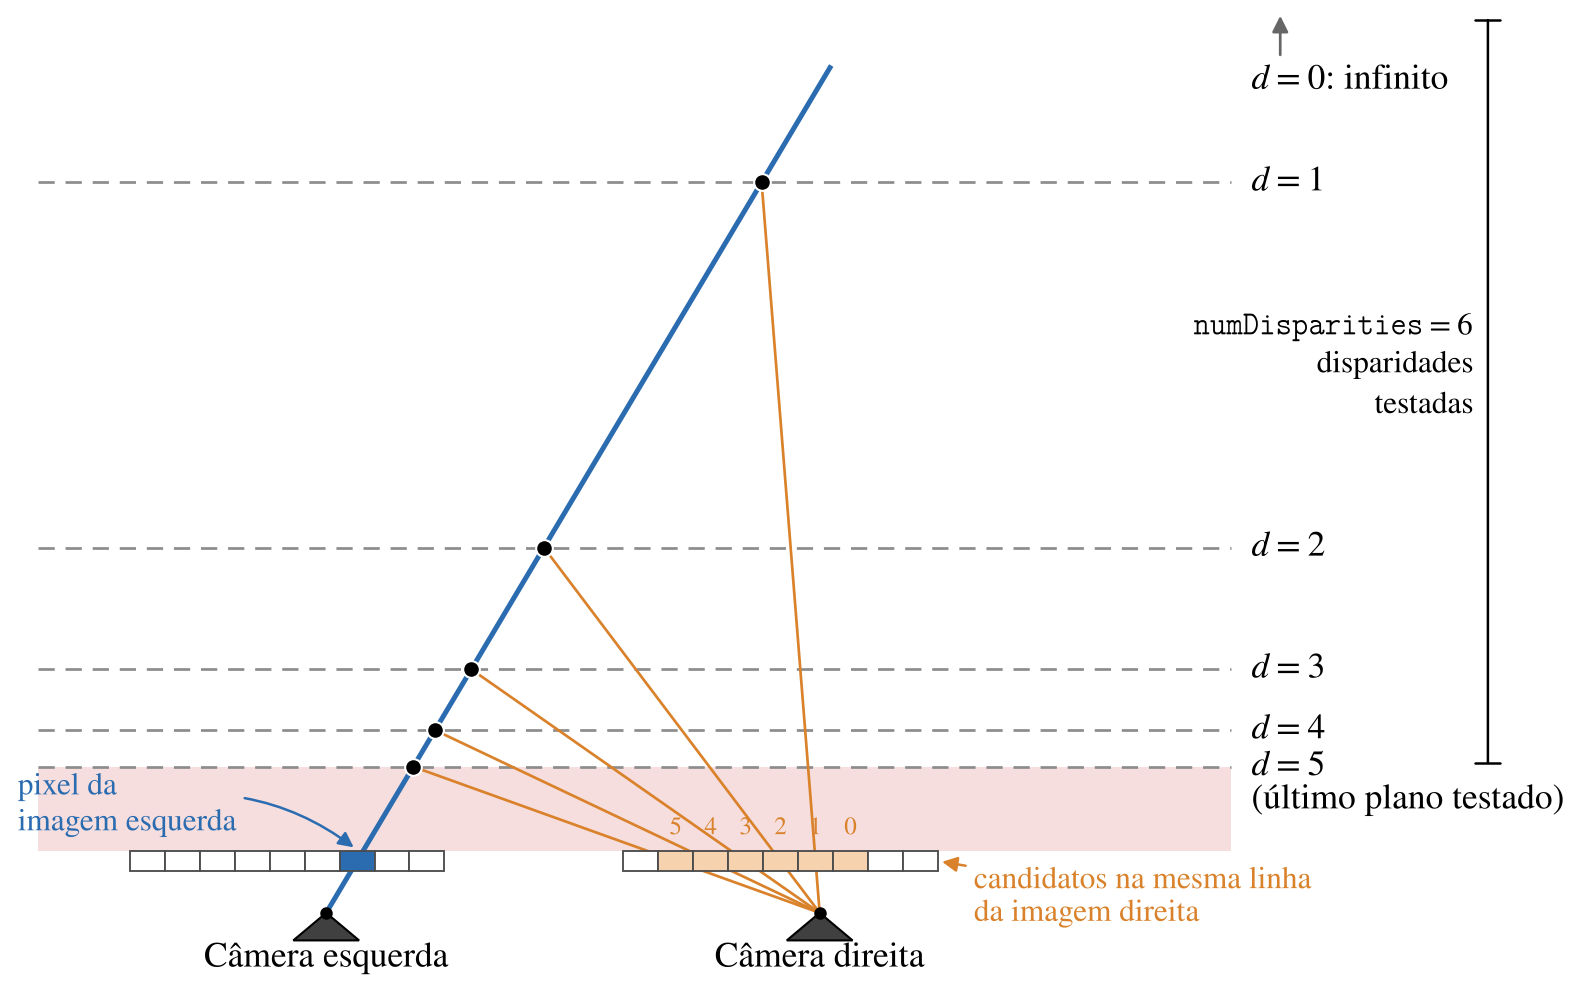 d = 0: infinito
d = 1
numDisparities = 6
disparidades
testadas
d = 2
d = 3
d = 4
d = 5
(último plano testado)
pixel da
imagem esquerda
5 4 3 2 1 0
candidatos na mesma linha
da imagem direita
Câmera esquerda
Câmera direita